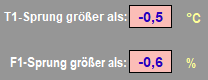 T1-Sprung größer als: -0,5 °C
F1-Sprung größer als: -0,6 %